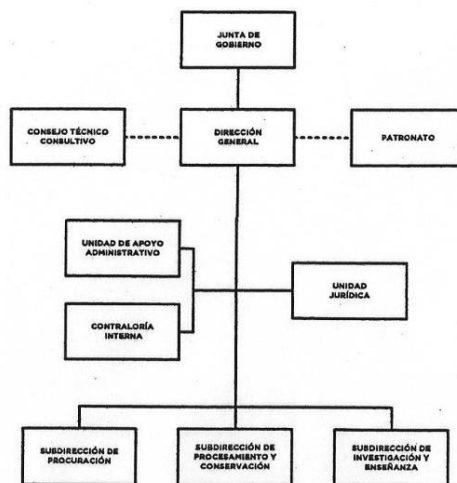 JUNTA DE
GOBIERNO
CONSEJO TÉCNICO
CONSULTIVO
DIRECCIÓN
GENERAL
PATRONATO
UNIDAD DE APOYO
ADMINISTRATIVO
UNIDAD
JURÍDICA
CONTRALORÍA
INTERNA
SUBDIRECCIÓN DE
PROCURACIÓN
SUBDIRECCIÓN DE
PROCESAMIENTO Y
CONSERVACIÓN
SUBDIRECCIÓN DE
INVESTIGACIÓN Y
ENSEÑANZA